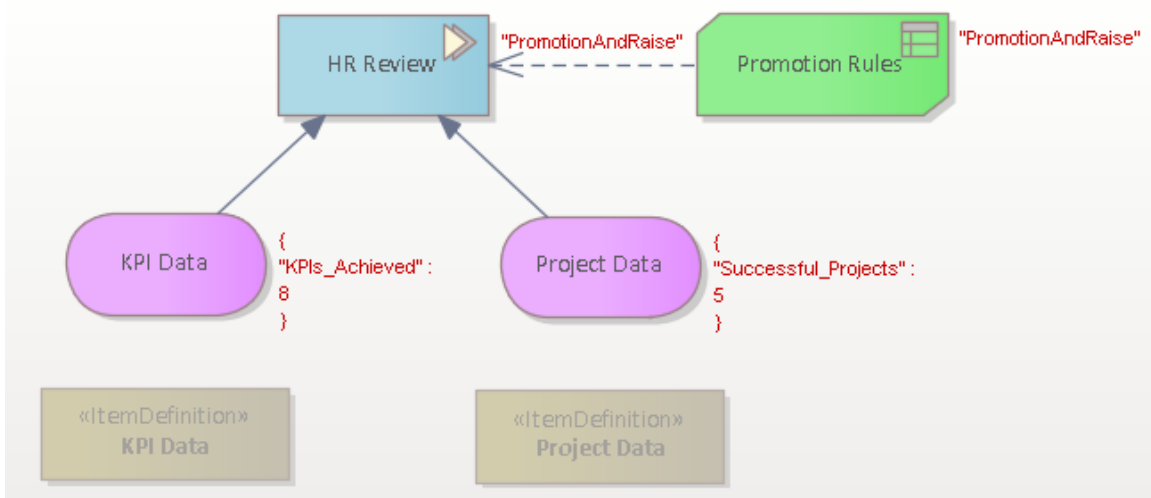 HR Review
"PromotionAndRaise"
Promotion Rules
"PromotionAndRaise"
KPI Data
{
"KPIs_Achieved" :
8
}
Project Data
{
"Successful_Projects" :
5
}
«ItemDefinition»
KPI Data
«ItemDefinition»
Project Data